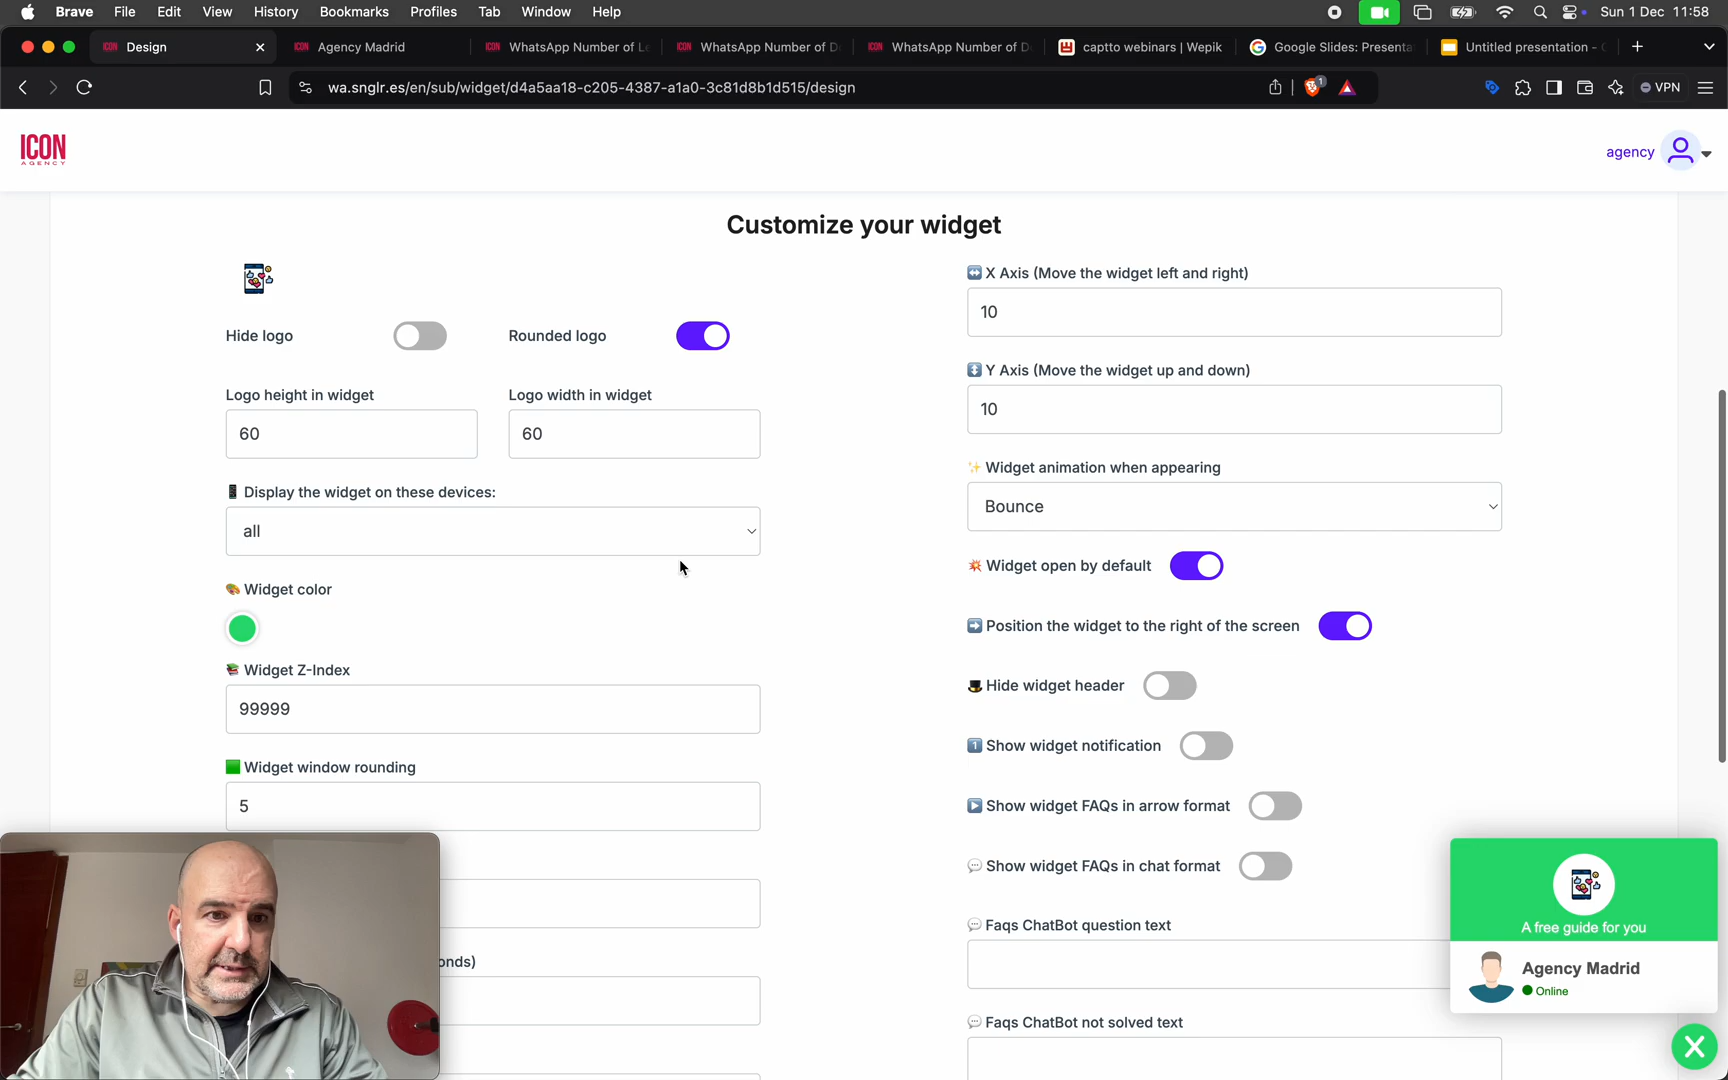 Brave File Edit View History Bookmarks Profiles Tab Window Help Sun 1 Dec 11:58
ICON Design Agency Madrid WhatsApp Number of Le WhatsApp Number of De WhatsApp Number of De captto webinars | Wepik Google Slides: Presenta Untitled presentation -
wa.snglr.es/en/sub/widget/d4a5aa18-c205-4387-a1a0-3c81d8b1d515/design 1 VPN
ICON
AGENCY
agency
Customize your widget
Hide logo
Rounded logo
Logo height in widget
60
Logo width in widget
60
Display the widget on these devices:
all
Widget color
Widget Z-Index
99999
Widget window rounding
5
onds)
X Axis (Move the widget left and right)
10
Y Axis (Move the widget up and down)
10
Widget animation when appearing
Bounce
Widget open by default
Position the widget to the right of the screen
Hide widget header
1 Show widget notification
Show widget FAQs in arrow format
Show widget FAQs in chat format
Faqs ChatBot question text
Faqs ChatBot not solved text
A free guide for you
Agency Madrid
Online